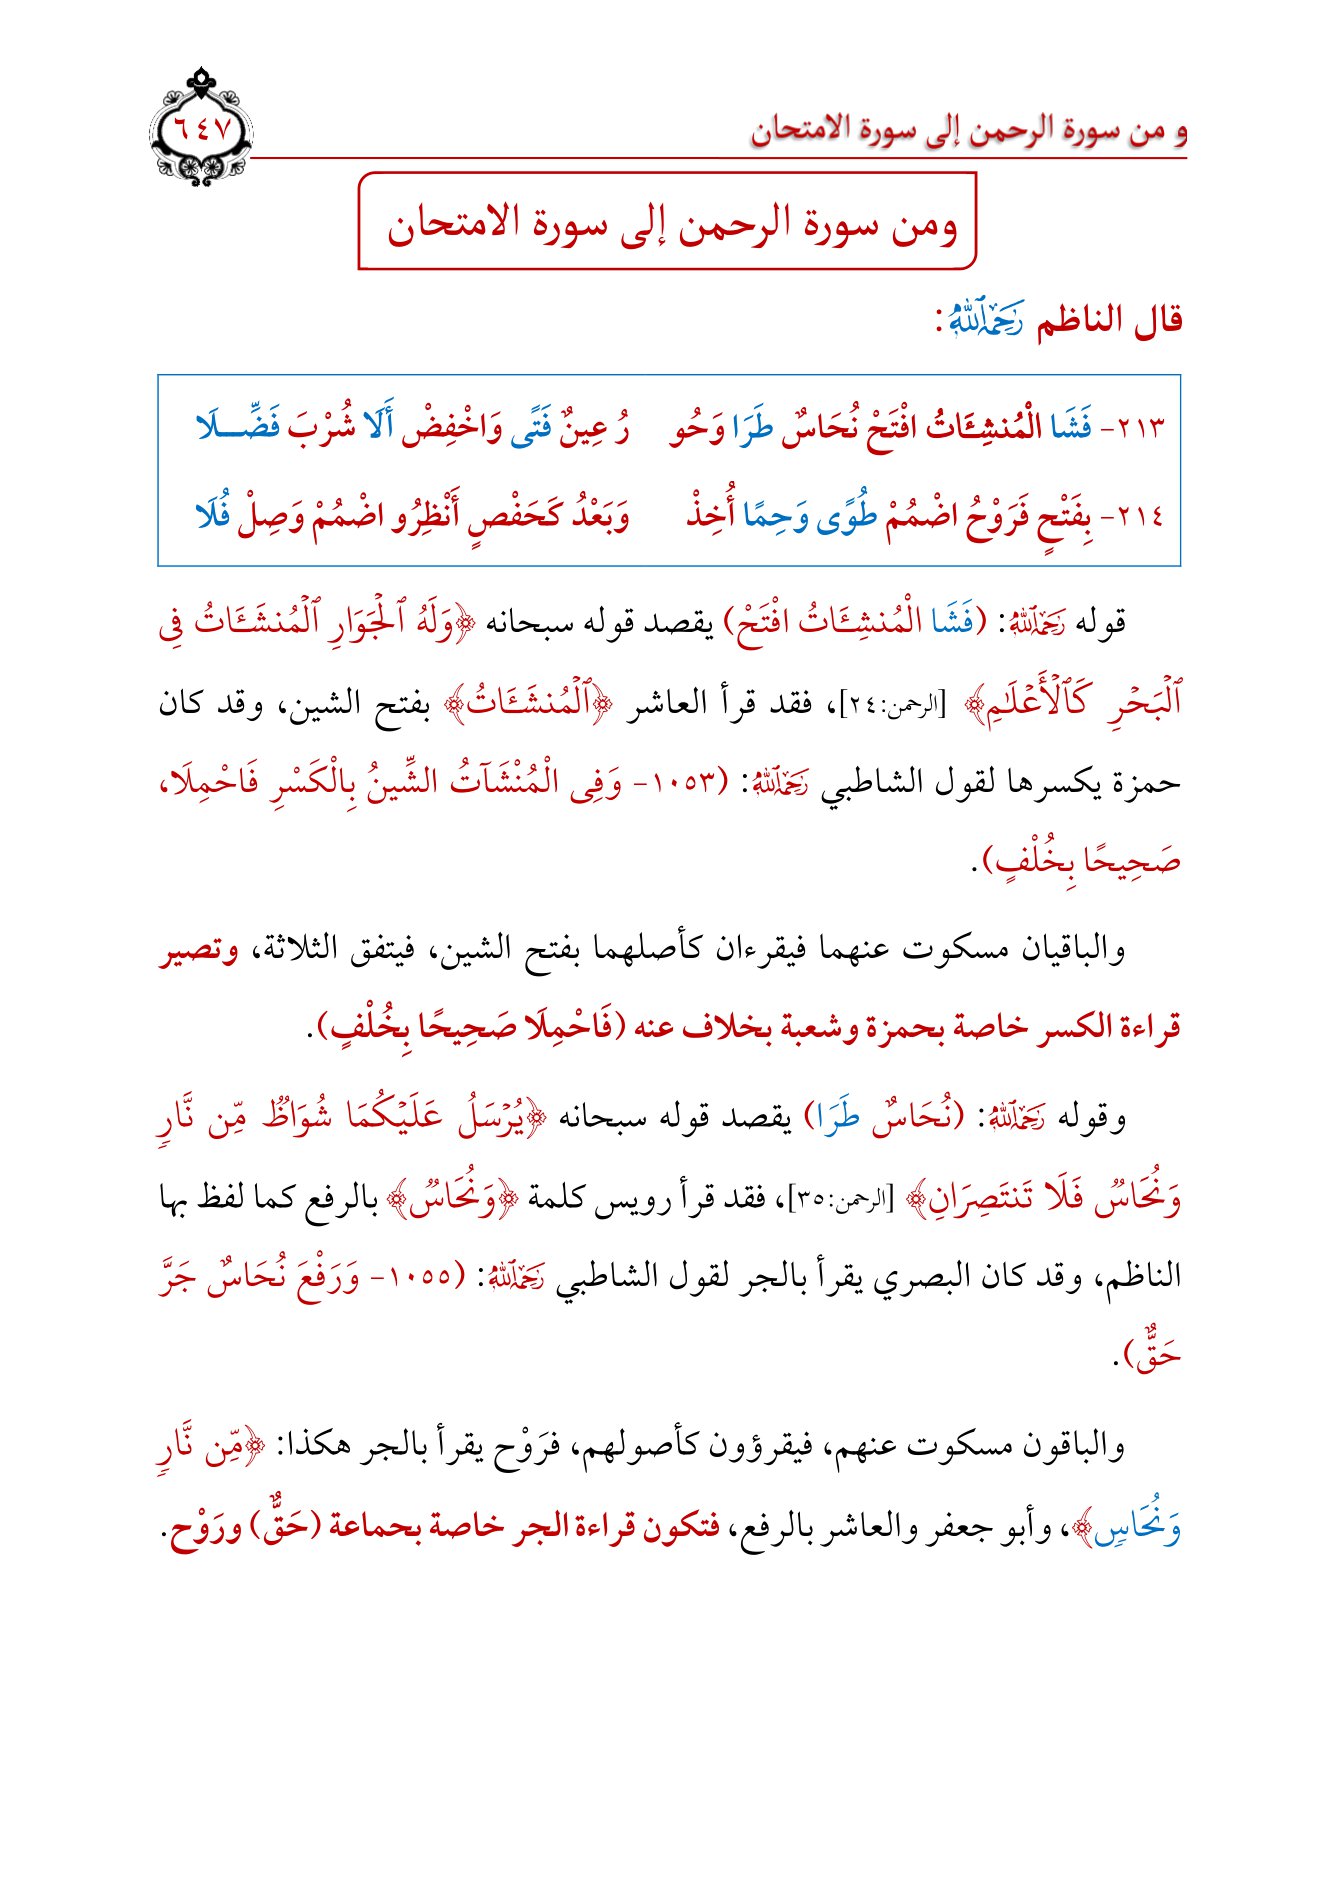 و من سورة الرحمن إلى سورة الامتحان
٦٤٧
ومن سورة الرحمن إلى سورة الامتحان
قال الناظم رَحِمَهُ ٱللَّهُ:
٢١٣- فَشَا الْمُنشِـَٔاتُ افْتَحْ نُحَاسٌ طَرَا وَحُو رُ عِينٌ فَتًى وَاخْفِضْ أَلَا شُرْبَ فَضِّـــلَا
٢١٤- بِفَتْحٍ فَرَوْحُ اضْمُمْ طُوًى وَحِمًا أُخِذْ وَبَعْدُ كَحَفْصٍ أَنْظِرُو اضْمُمْ وَصِلْ فُلَا
قوله رَحِمَهُ ٱللَّهُ: (فَشَا الْمُنشِـَٔاتُ افْتَحْ) يقصد قوله سبحانه ﴿وَلَهُ ٱلْجَوَارِ ٱلْمُنشَـَٔاتُ فِى
ٱلْبَحْرِ كَٱلْأَعْلَٰمِ﴾ [الرحمن:٢٤]، فقد قرأ العاشر ﴿ٱلْمُنشَـَٔاتُ﴾ بفتح الشين، وقد كان
حمزة يكسرها لقول الشاطبي رَحِمَهُ ٱللَّهُ: (١٠٥٣- وَفِى الْمُنْشَآتُ الشِّينُ بِالْكَسْرِ فَاحْمِلَا،
صَحِيحًا بِخُلْفٍ).
والباقيان مسكوت عنهما فيقرءان كأصلهما بفتح الشين، فيتفق الثلاثة، وتصير
قراءة الكسر خاصة بحمزة وشعبة بخلاف عنه (فَاحْمِلَا صَحِيحًا بِخُلْفٍ).
وقوله رَحِمَهُ ٱللَّهُ: (نُحَاسٌ طَرَا) يقصد قوله سبحانه ﴿يُرْسَلُ عَلَيْكُمَا شُوَاظٌ مِّن نَّارٍ
وَنُحَاسٌ فَلَا تَنتَصِرَانِ﴾ [الرحمن:٣٥]، فقد قرأ رويس كلمة ﴿وَنُحَاسٌ﴾ بالرفع كما لفظ بها
الناظم، وقد كان البصري يقرأ بالجر لقول الشاطبي رَحِمَهُ ٱللَّهُ: (١٠٥٥- وَرَفْعَ نُحَاسٌ جَرَّ
حَقٌّ).
والباقون مسكوت عنهم، فيقرؤون كأصولهم، فرَوْح يقرأ بالجر هكذا: ﴿مِّن نَّارٍ
وَنُحَاسٍ﴾، وأبو جعفر والعاشر بالرفع، فتكون قراءة الجر خاصة بحماعة (حَقٌّ) ورَوْح.